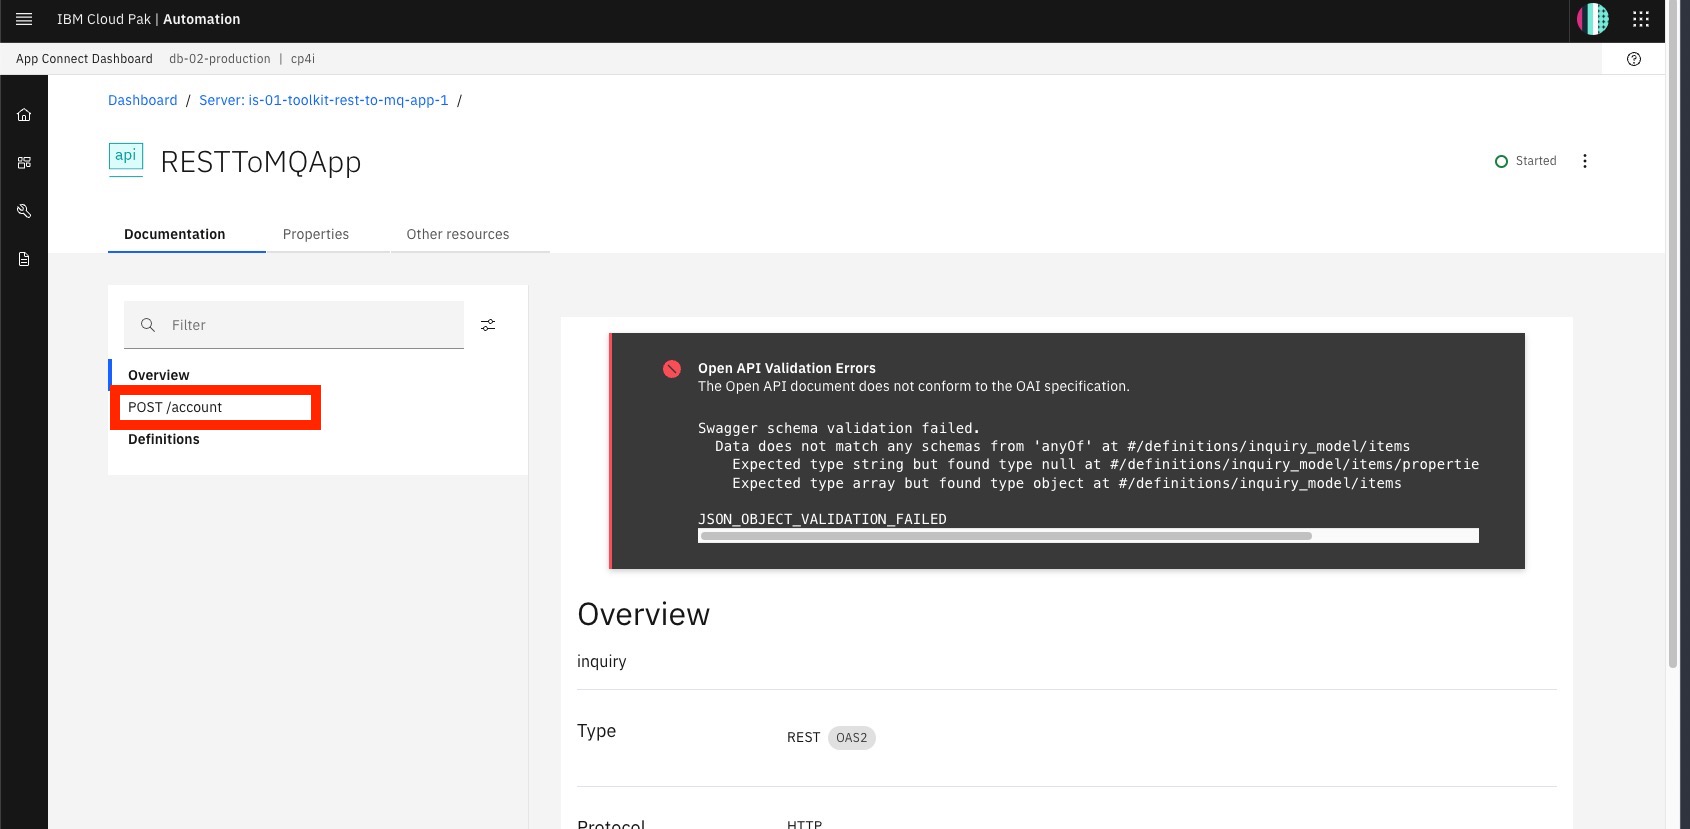 IBM Cloud Pak | Automation
App Connect Dashboard db-02-production | cp4i
Dashboard / Server: is-01-toolkit-rest-to-mq-app-1 /
api RESTToMQApp
Started
Documentation Properties Other resources
Filter
Overview
POST /account
Definitions
Open API Validation Errors
The Open API document does not conform to the OAI specification.
Swagger schema validation failed.
Data does not match any schemas from 'anyOf' at #/definitions/inquiry_model/items
Expected type string but found type null at #/definitions/inquiry_model/items/propertie
Expected type array but found type object at #/definitions/inquiry_model/items
JSON_OBJECT_VALIDATION_FAILED
Overview
inquiry
Type REST OAS2
Protocol HTTP